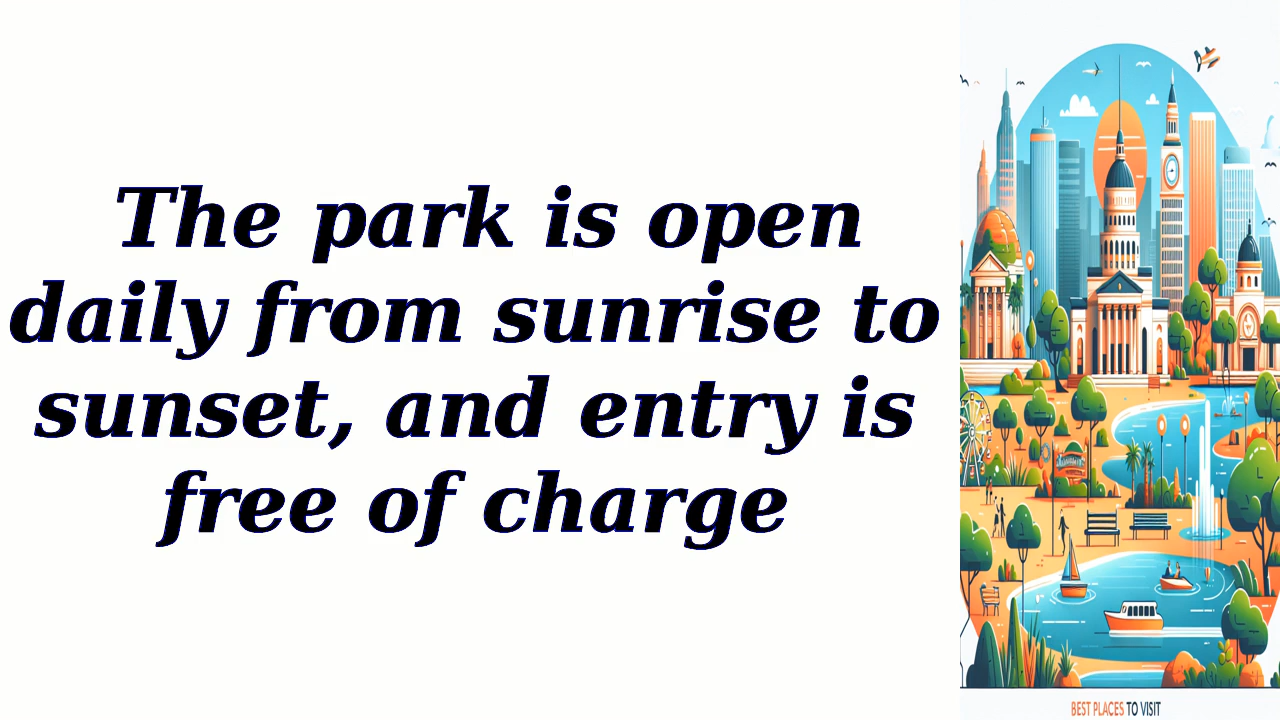 The park is open
daily from sunrise to
sunset, and entry is
free of charge
BEST PLACES TO VISIT